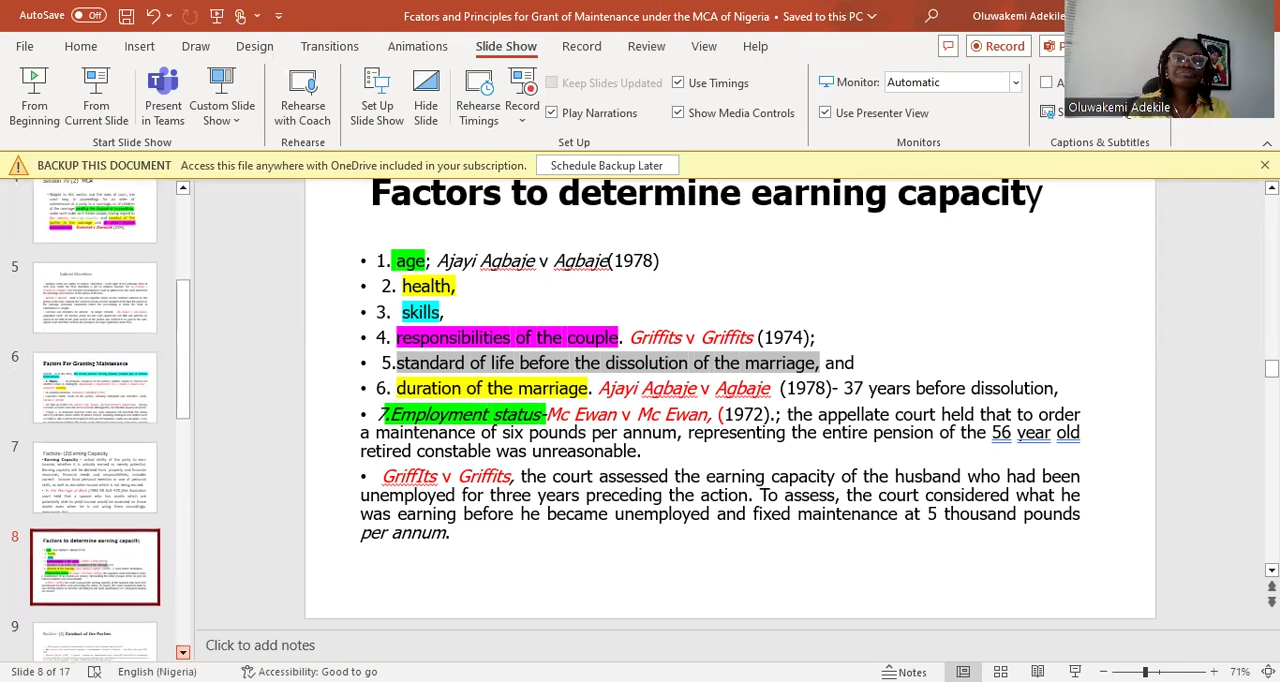 AutoSave Off
Fcators and Principles for Grant of Maintenance under the MCA of Nigeria • Saved to this PC
Oluwakemi Adekile
File Home Insert Draw Design Transitions Animations Slide Show Record Review View Help
Record
From Beginning
From Current Slide
Present in Teams
Custom Slide Show
Rehearse with Coach
Set Up Slide Show
Hide Slide
Rehearse Timings
Record
Keep Slides Updated
Use Timings
Play Narrations
Show Media Controls
Monitor: Automatic
Use Presenter View
Oluwakemi Adekile
Start Slide Show Rehearse Set Up Monitors Captions & Subtitles
BACKUP THIS DOCUMENT Access this file anywhere with OneDrive included in your subscription. Schedule Backup Later
5
Judicial Discretion
6
Factors For Granting Maintenance
7
Factors- (2)Earning Capacity
8
Factors to determine earning capacity
9
Factors to determine earning capacity
• 1. age; Ajayi Agbaje v Agbaje(1978)
• 2. health,
• 3. skills,
• 4. responsibilities of the couple. Griffits v Griffits (1974);
• 5.standard of life before the dissolution of the marriage, and
• 6. duration of the marriage. Ajayi Agbaje v Agbaje (1978)- 37 years before dissolution,
7.Employment status-Mc Ewan v Mc Ewan, (1972).; the appellate court held that to order
a maintenance of six pounds per annum, representing the entire pension of the 56 year old
retired constable was unreasonable.
• GriffIts v Griffits, the court assessed the earning capacity of the husband who had been
unemployed for three years preceding the action thus, the court considered what he
was earning before he became unemployed and fixed maintenance at 5 thousand pounds
per annum.
Click to add notes
Slide 8 of 17 English (Nigeria) Accessibility: Good to go Notes 71%